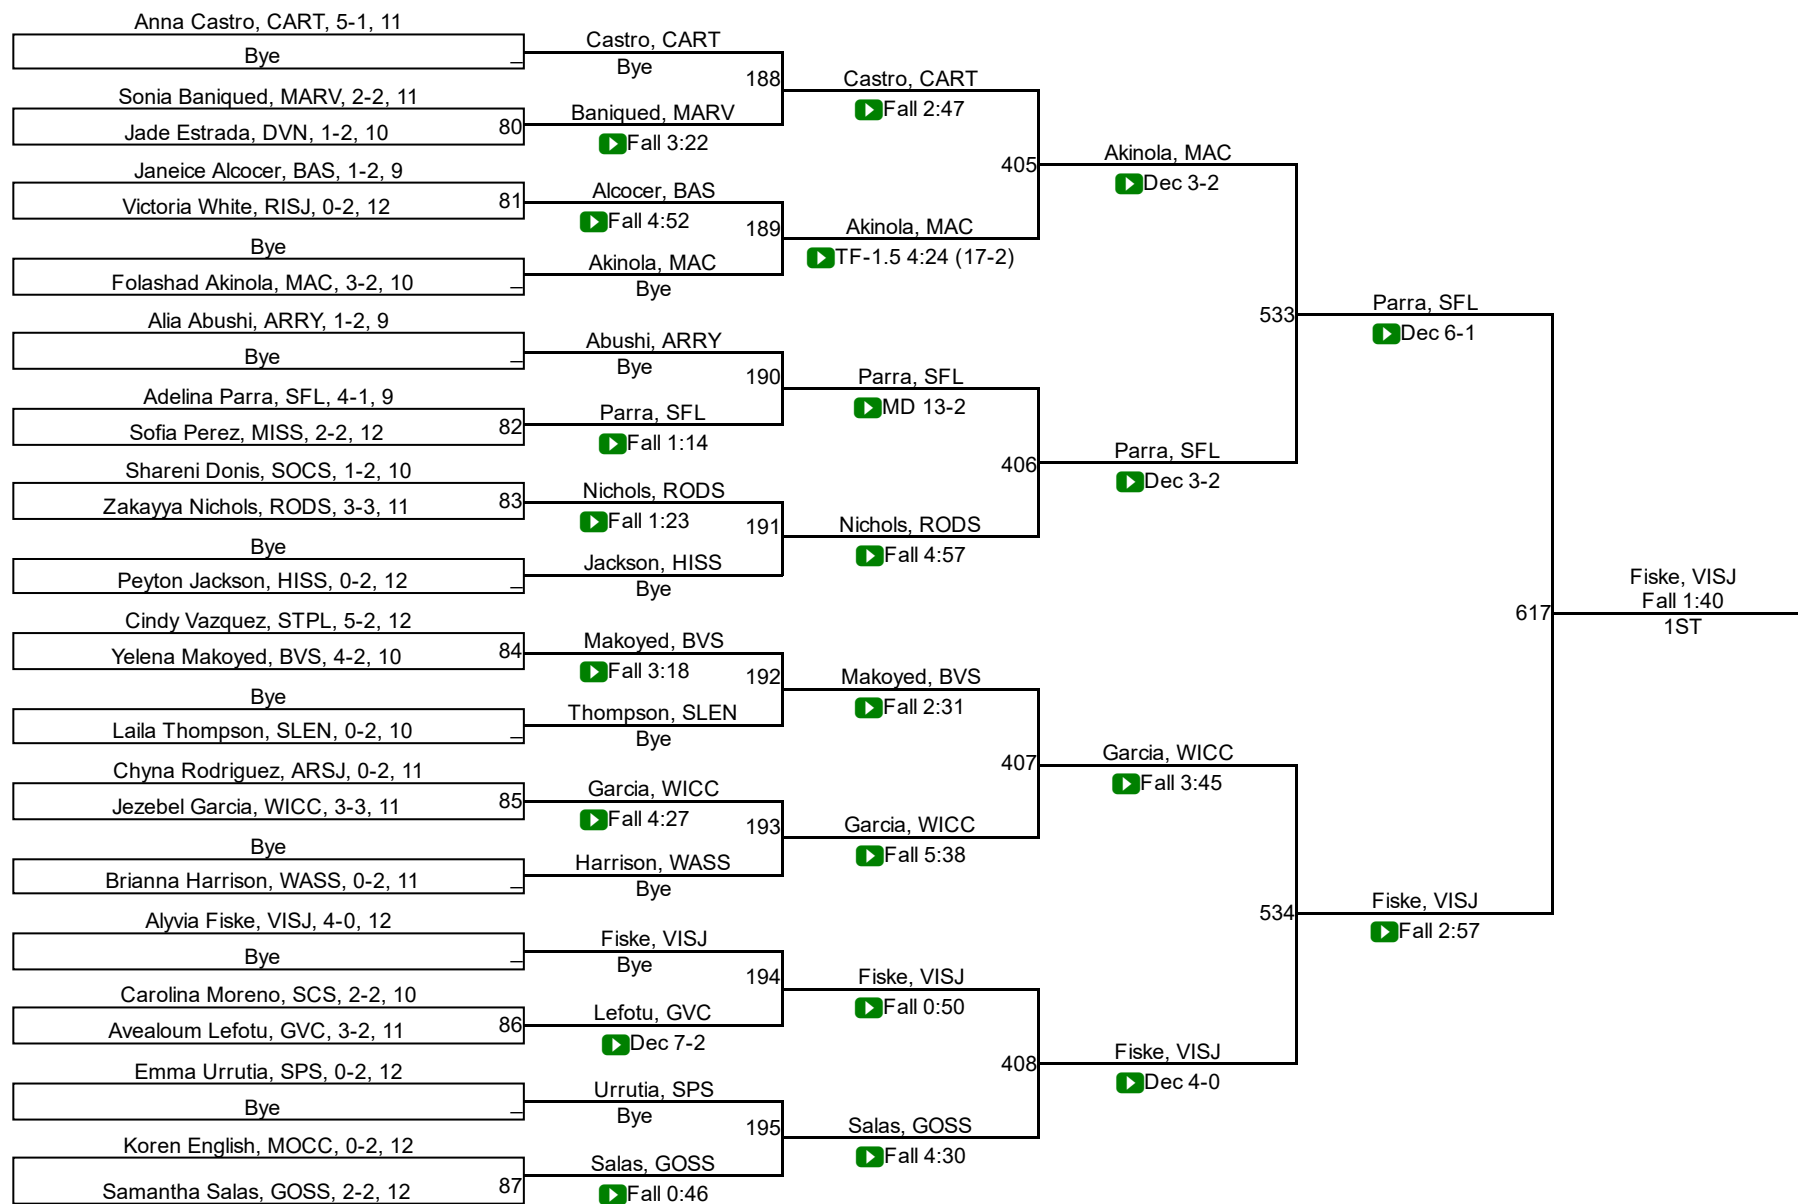 Anna Castro, CART, 5-1, 11
Bye
Sonia Baniqued, MARV, 2-2, 11
Jade Estrada, DVN, 1-2, 10
80
Janeice Alcocer, BAS, 1-2, 9
Victoria White, RISJ, 0-2, 12
81
Bye
Folashad Akinola, MAC, 3-2, 10
Alia Abushi, ARRY, 1-2, 9
Bye
Adelina Parra, SFL, 4-1, 9
Sofia Perez, MISS, 2-2, 12
82
Shareni Donis, SOCS, 1-2, 10
Zakayya Nichols, RODS, 3-3, 11
83
Bye
Peyton Jackson, HISS, 0-2, 12
Cindy Vazquez, STPL, 5-2, 12
Yelena Makoyed, BVS, 4-2, 10
84
Bye
Laila Thompson, SLEN, 0-2, 10
Chyna Rodriguez, ARSJ, 0-2, 11
Jezebel Garcia, WICC, 3-3, 11
85
Bye
Brianna Harrison, WASS, 0-2, 11
Alyvia Fiske, VISJ, 4-0, 12
Bye
Carolina Moreno, SCS, 2-2, 10
Avealoum Lefotu, GVC, 3-2, 11
86
Emma Urrutia, SPS, 0-2, 12
Bye
Koren English, MOCC, 0-2, 12
Samantha Salas, GOSS, 2-2, 12
87
Castro, CART
Bye
188
Baniqued, MARV
Fall 3:22
Alcocer, BAS
Fall 4:52
189
Akinola, MAC
Bye
Abushi, ARRY
Bye
190
Parra, SFL
Fall 1:14
Nichols, RODS
Fall 1:23
191
Jackson, HISS
Bye
Makoyed, BVS
Fall 3:18
192
Thompson, SLEN
Bye
Garcia, WICC
Fall 4:27
193
Harrison, WASS
Bye
Fiske, VISJ
Bye
194
Lefotu, GVC
Dec 7-2
Urrutia, SPS
Bye
195
Salas, GOSS
Fall 0:46
Castro, CART
Fall 2:47
405
Akinola, MAC
TF-1.5 4:24 (17-2)
Parra, SFL
MD 13-2
406
Nichols, RODS
Fall 4:57
Makoyed, BVS
Fall 2:31
407
Garcia, WICC
Fall 5:38
Fiske, VISJ
Fall 0:50
408
Salas, GOSS
Fall 4:30
Akinola, MAC
Dec 3-2
533
Parra, SFL
Dec 3-2
Garcia, WICC
Fall 3:45
534
Fiske, VISJ
Dec 4-0
Parra, SFL
Dec 6-1
617
Fiske, VISJ
Fall 2:57
Fiske, VISJ
Fall 1:40
1ST